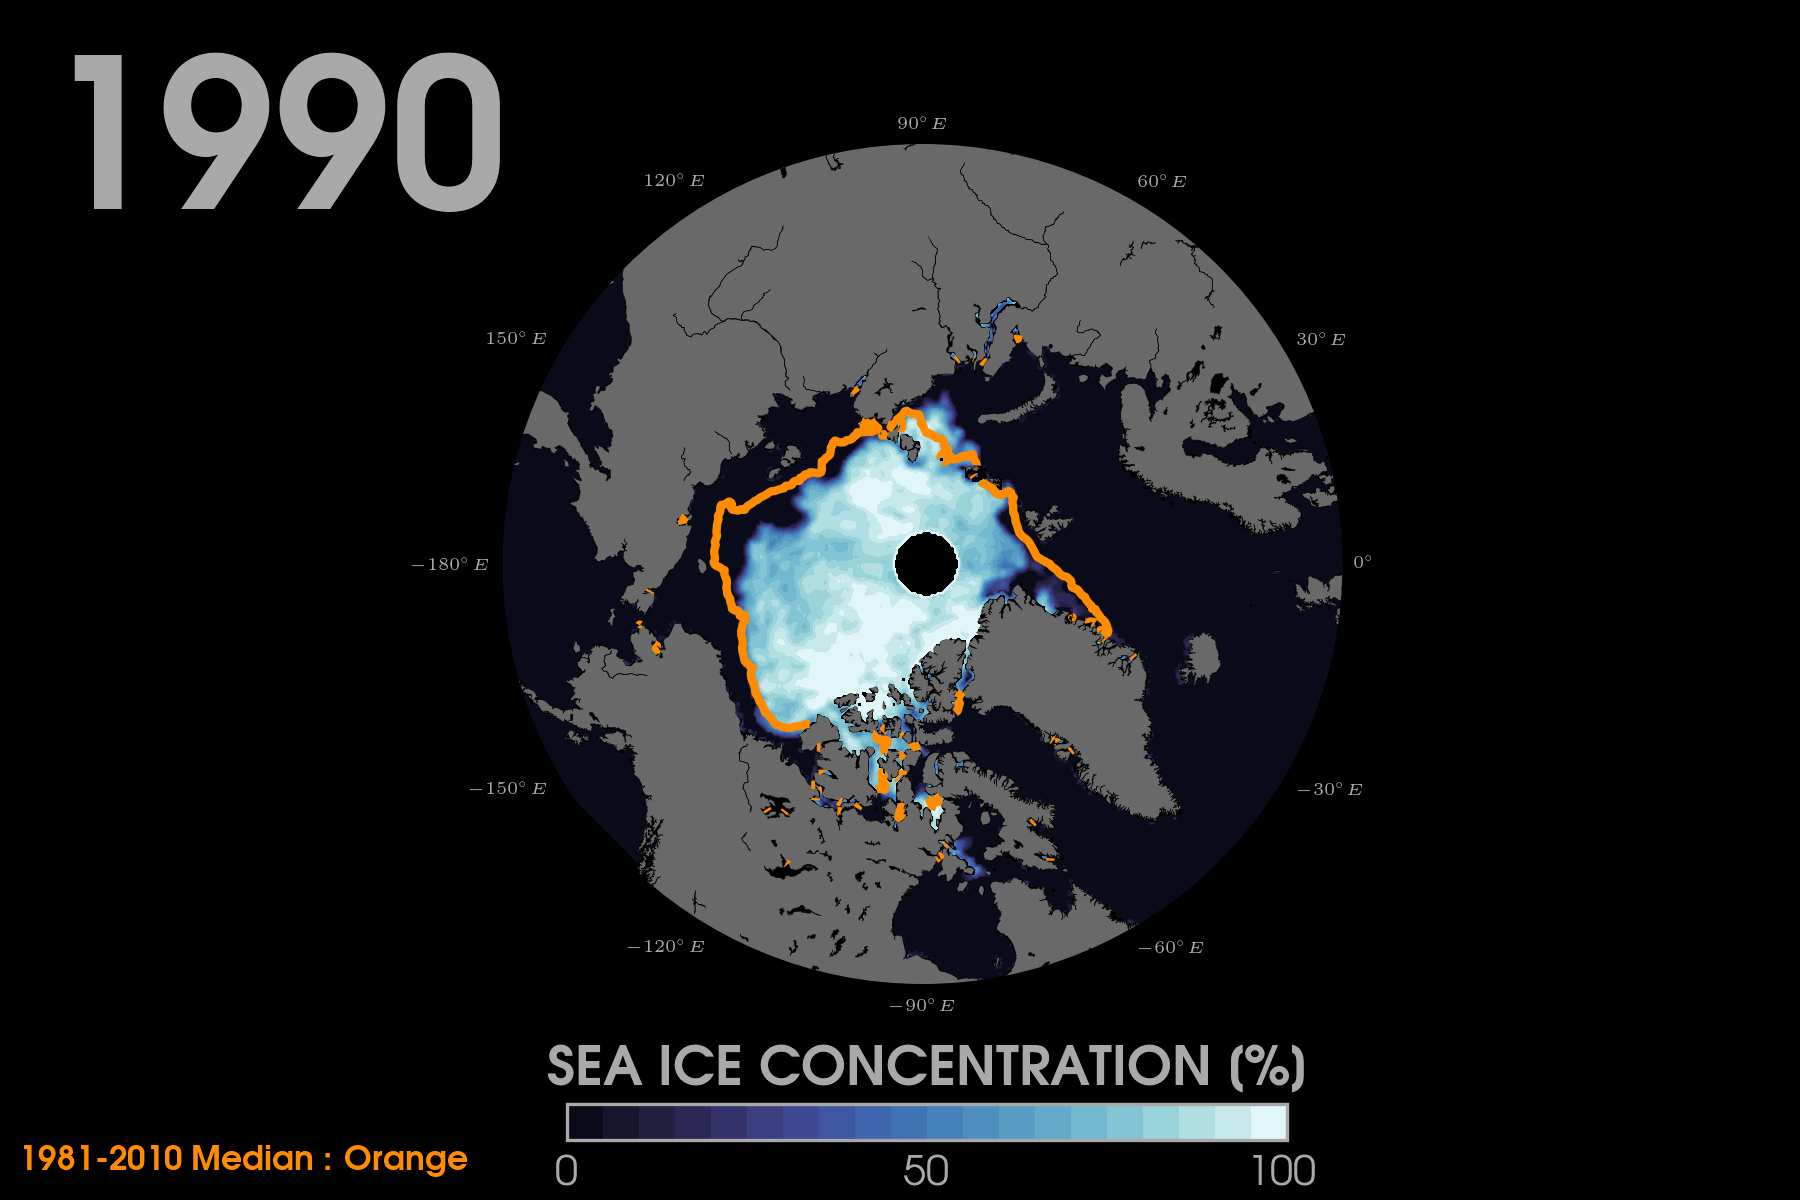 1990
90° E
120° E
60° E
150° E
30° E
−180° E
0°
−150° E
−30° E
−120° E
−60° E
−90° E
SEA ICE CONCENTRATION (%)
0 50 100
1981-2010 Median : Orange